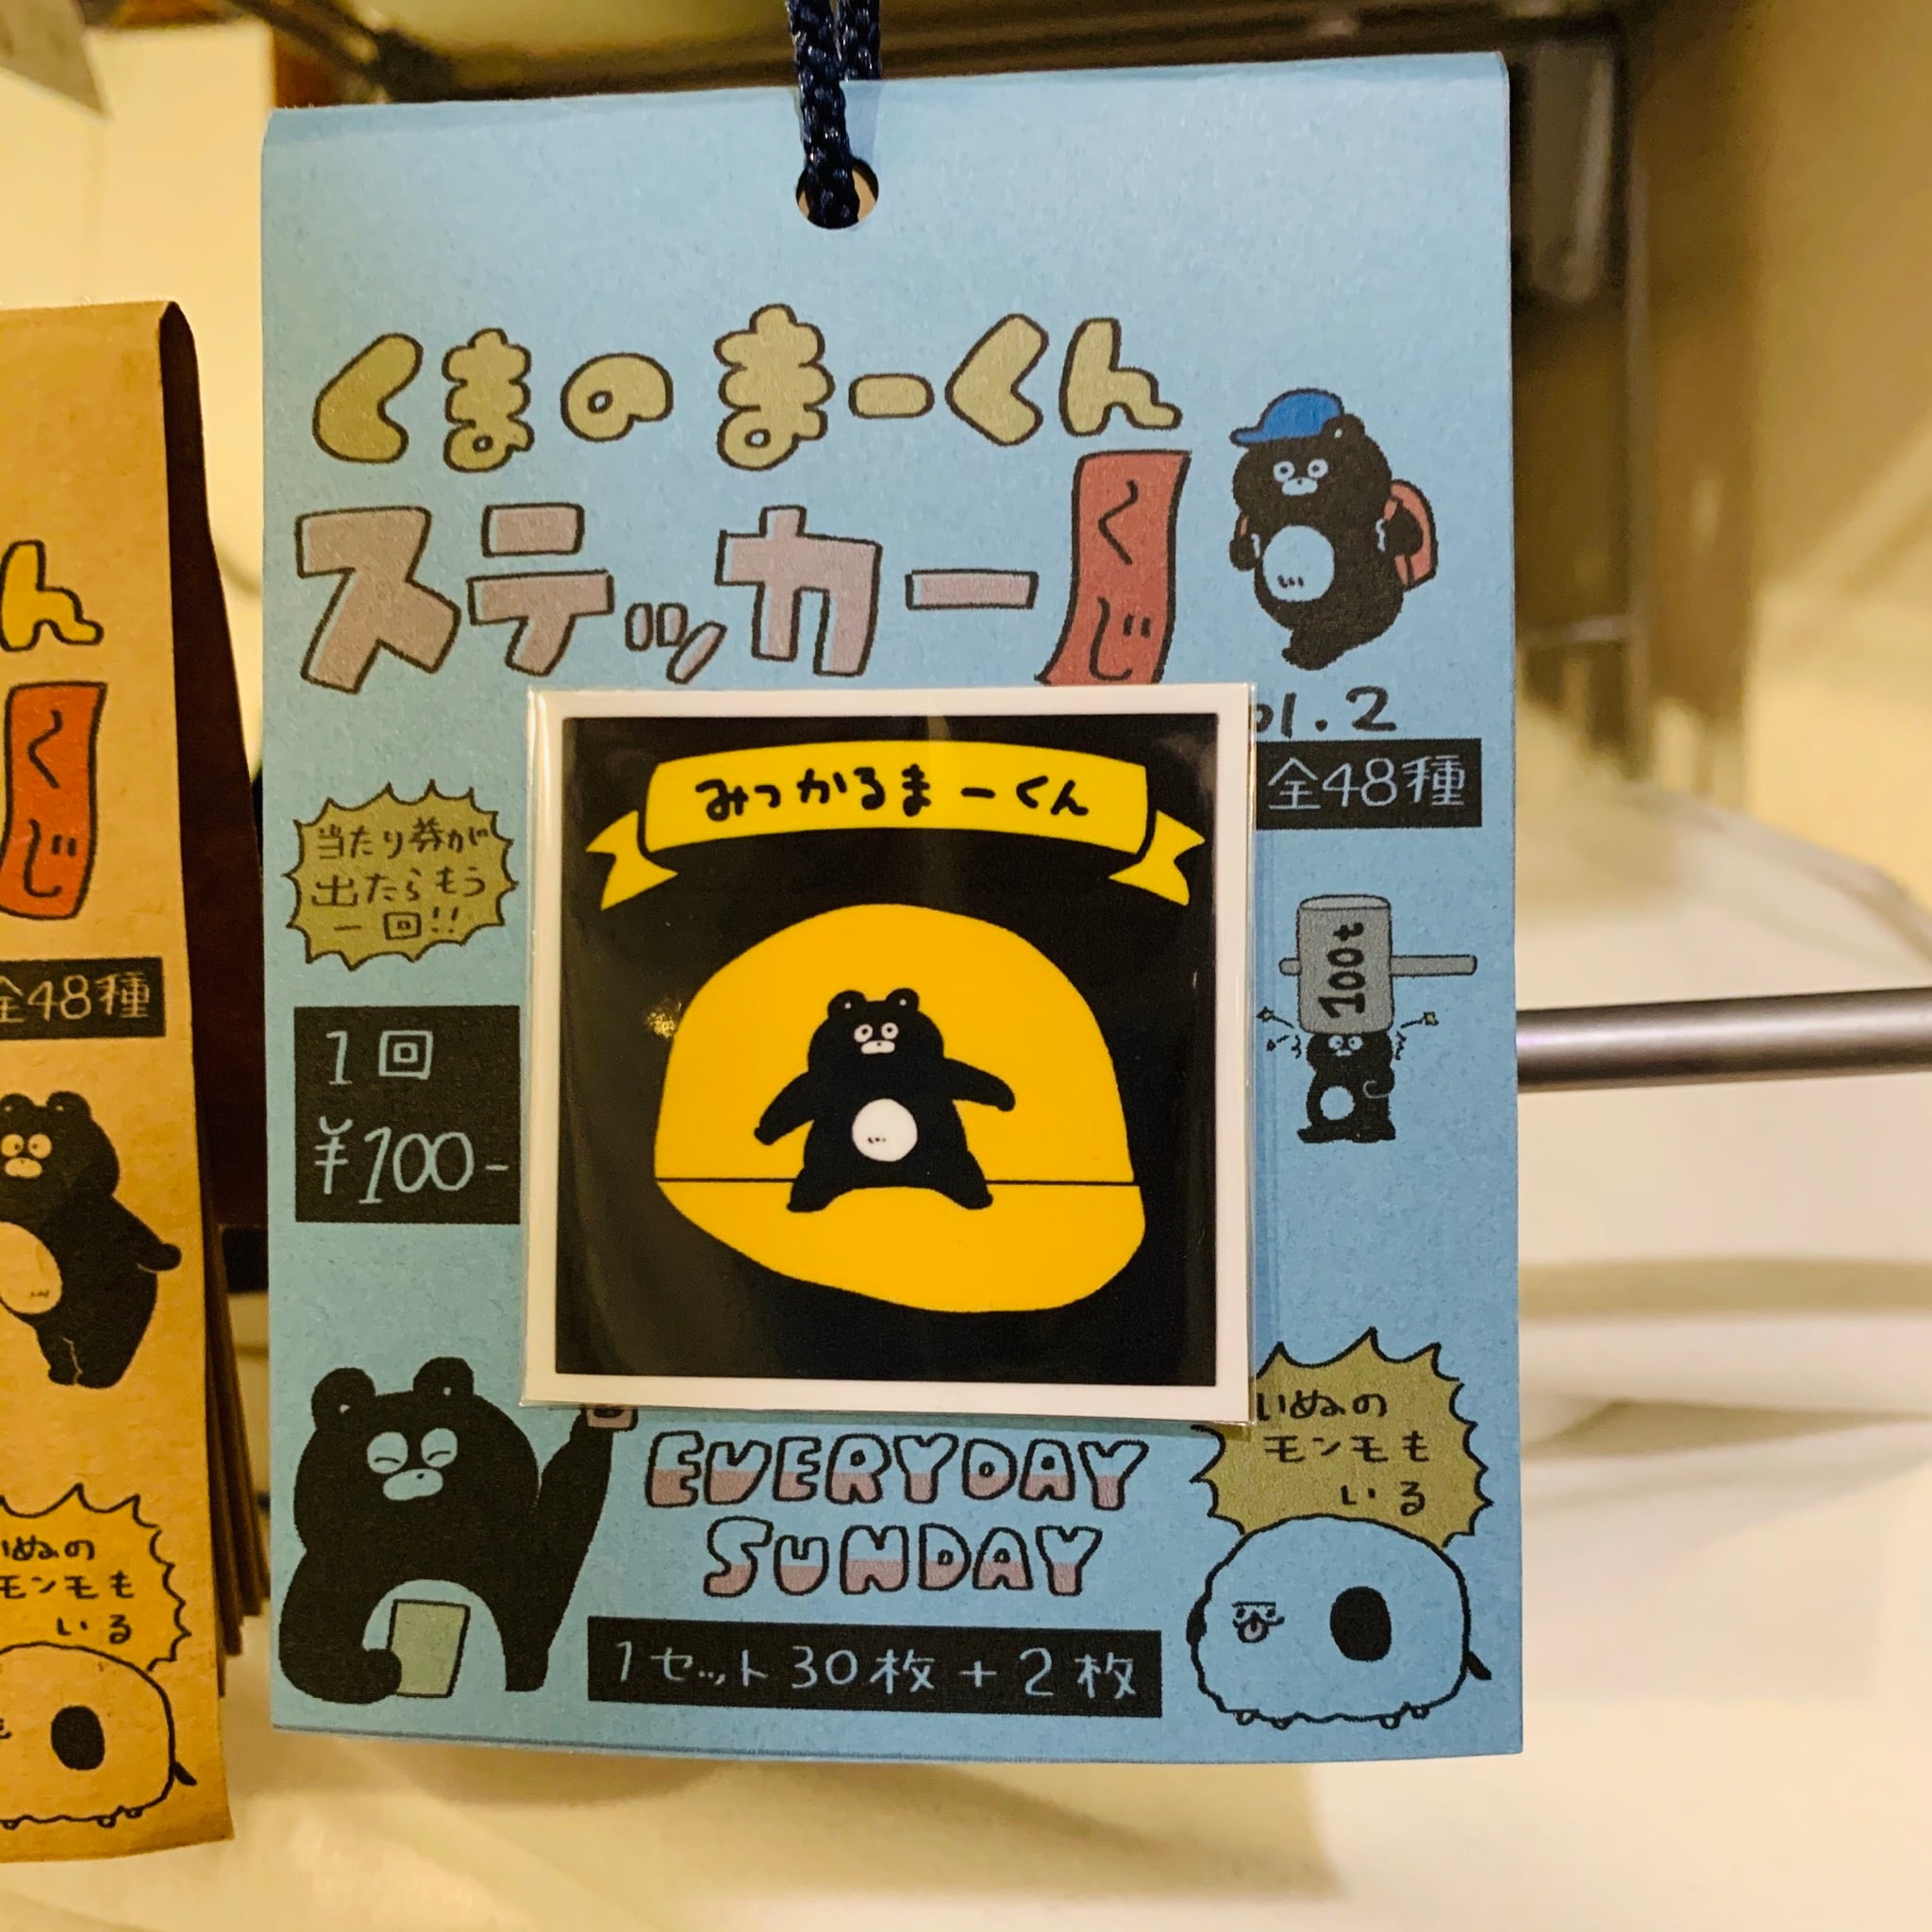 くまのまーくん
ステッカー
くじ
ol.2
全48種
みつかるまーくん
当たり券が
出たらもう
一回!!
1回
¥100-
100t
いぬの
モンモも
いる
EVERYDAY
SUNDAY
1セット30枚+2枚
ん
くじ
全48種
いぬの
モンモも
いる